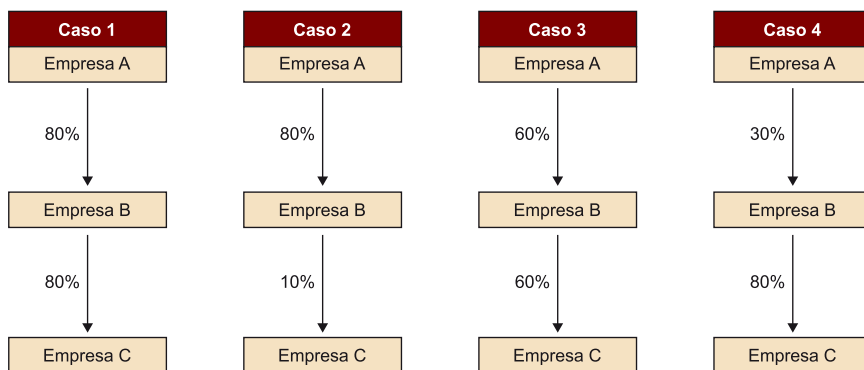 Caso 1
Caso 2
Caso 3
Caso 4
Empresa A
Empresa A
Empresa A
Empresa A
80%
80%
60%
30%
Empresa B
Empresa B
Empresa B
Empresa B
80%
10%
60%
80%
Empresa C
Empresa C
Empresa C
Empresa C